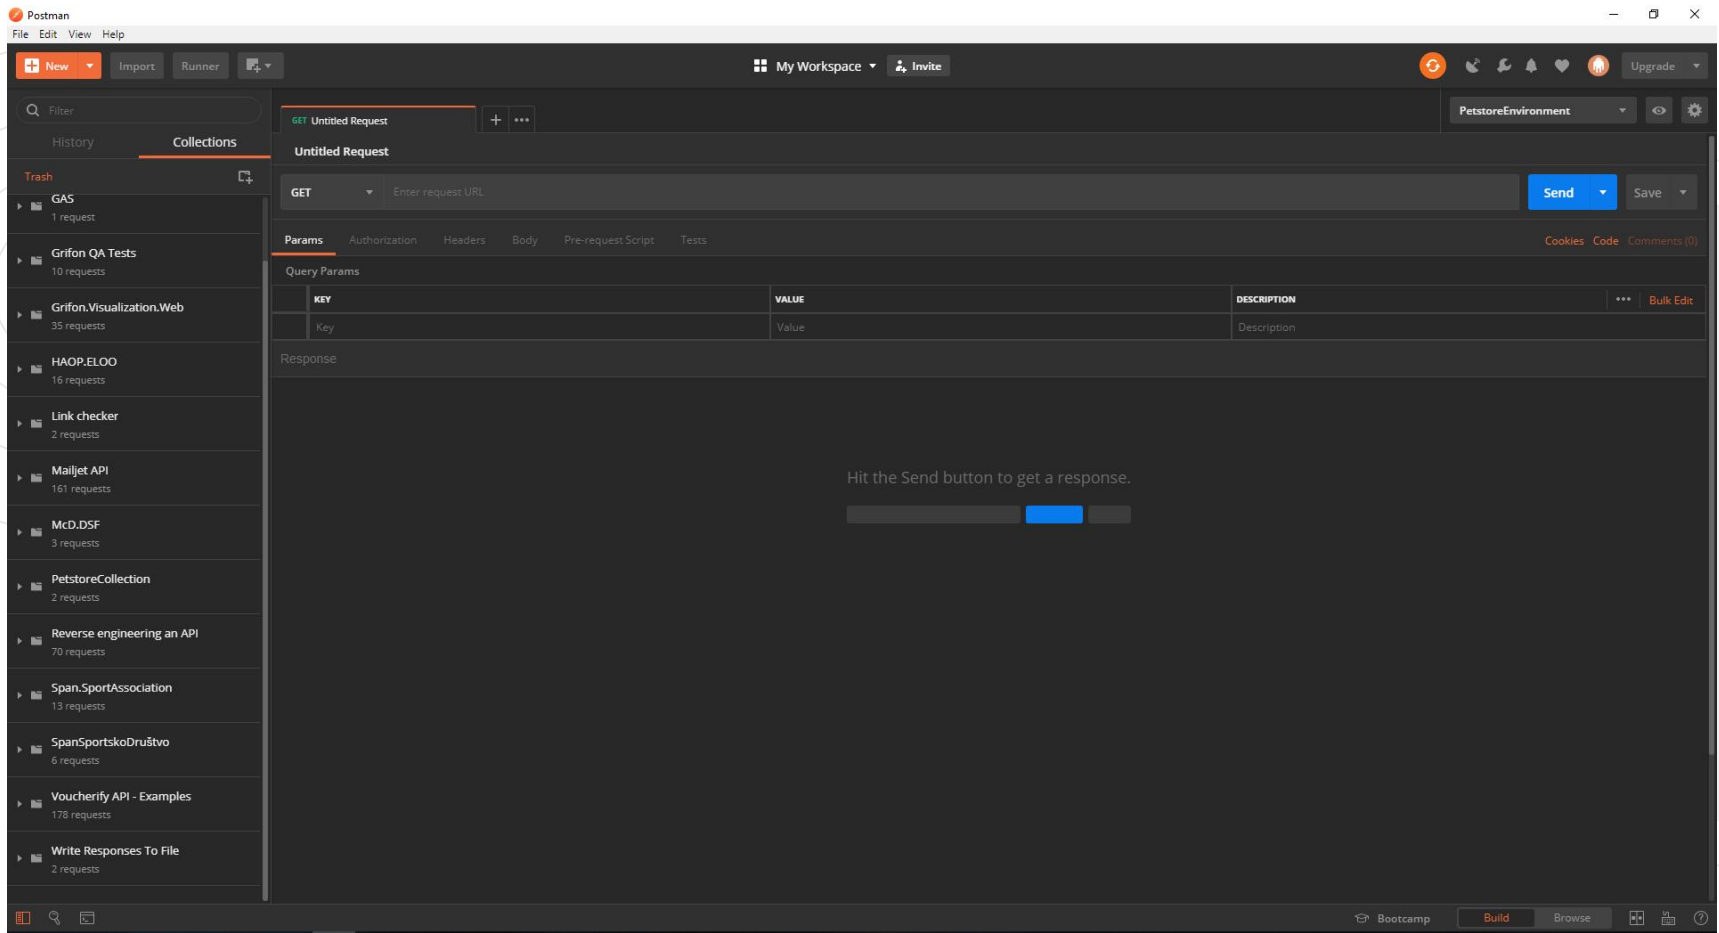 Postman
File Edit View Help
New Import Runner My Workspace Invite Upgrade
Filter
History Collections
Trash
GAS
1 request
Grifon QA Tests
10 requests
Grifon.Visualization.Web
35 requests
HAOP.ELOO
16 requests
Link checker
2 requests
Mailjet API
161 requests
McD.DSF
3 requests
PetstoreCollection
2 requests
Reverse engineering an API
70 requests
Span.SportAssociation
13 requests
SpanSportskoDruštvo
6 requests
Voucherify API - Examples
178 requests
Write Responses To File
2 requests
GET Untitled Request + ••• PetstoreEnvironment
Untitled Request
GET Enter request URL Send Save
Params Authorization Headers Body Pre-request Script Tests Cookies Code Comments (0)
Query Params
KEY VALUE DESCRIPTION ••• Bulk Edit
Key Value Description
Response
Hit the Send button to get a response.
Bootcamp Build Browse